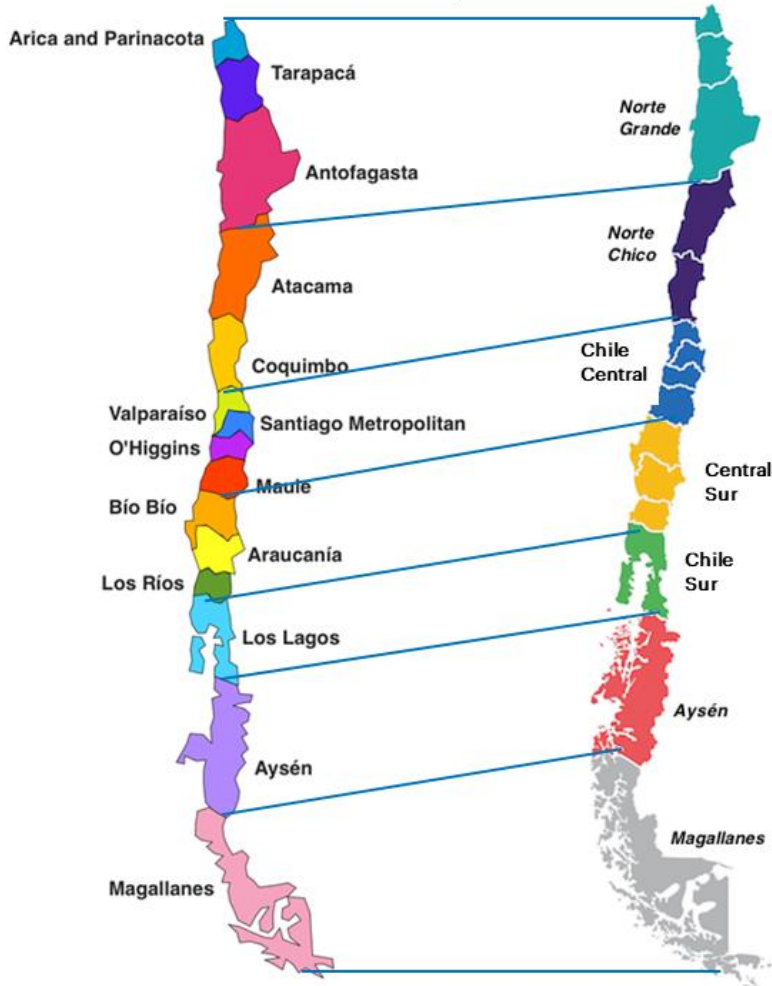 Arica and Parinacota
Tarapacá
Antofagasta
Atacama
Coquimbo
Valparaíso
Santiago Metropolitan
O'Higgins
Maule
Bío Bío
Araucanía
Los Ríos
Los Lagos
Aysén
Magallanes
Norte
Grande
Norte
Chico
Chile
Central
Central
Sur
Chile
Sur
Aysén
Magallanes